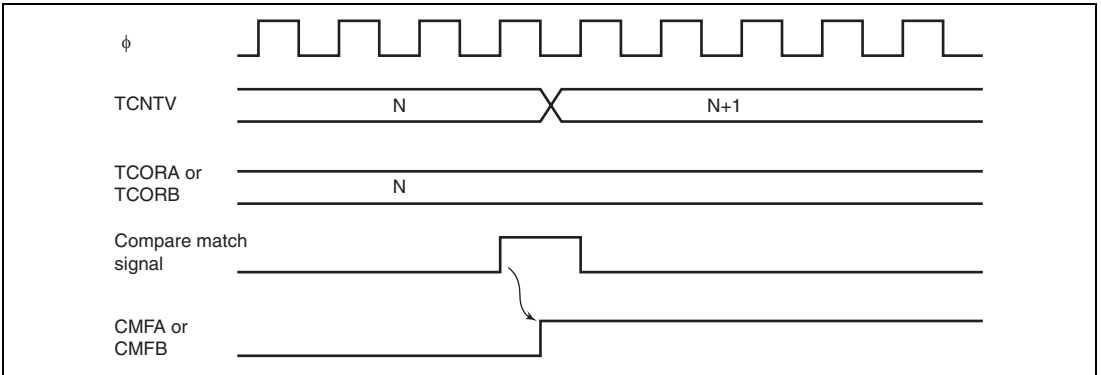 ϕ
TCNTV
N
N+1
TCORA or
TCORB
N
Compare match
signal
CMFA or
CMFB